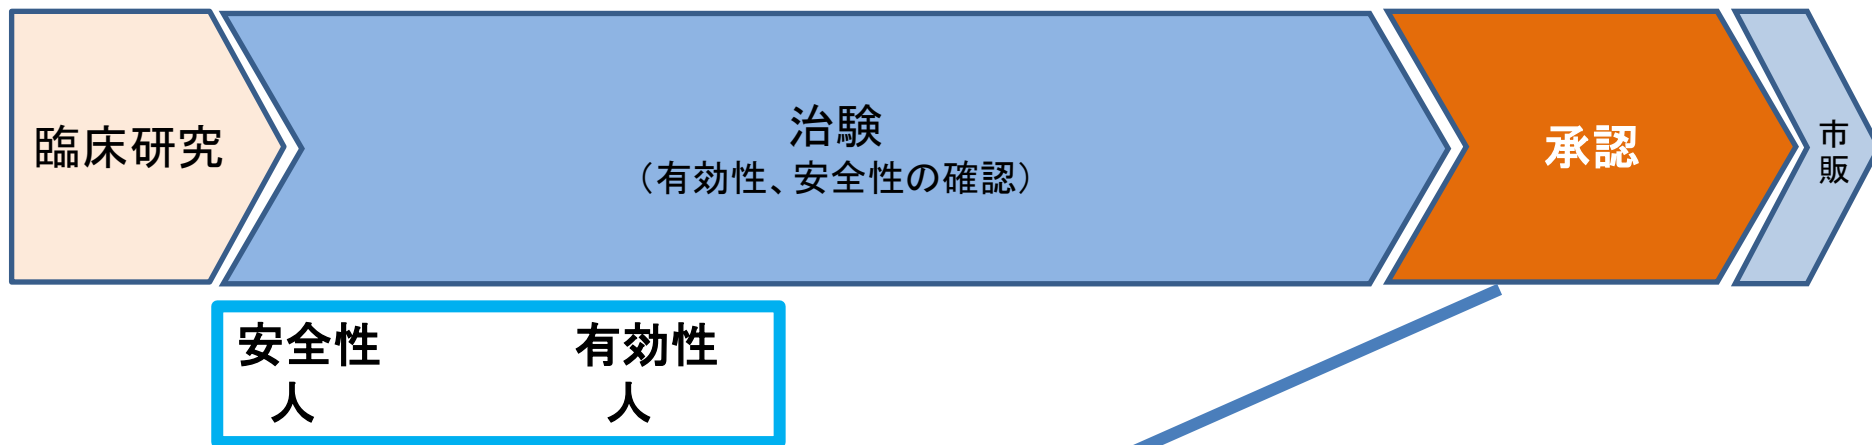 臨床研究
治験
（有効性、安全性の確認）
承認
市
販
安全性 有効性
人 人